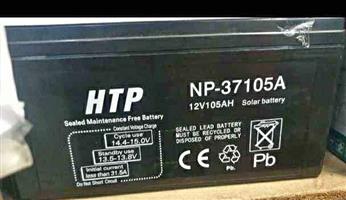 HTP
Sealed Maintenance Free Battery
NP-37105A
12V105AH Solar battery
Constant Voltage Charge
Cycle use
14.4-15.0V
Standby use
13.5-13.8V
Initial current
less than 31.5A
Do Not Short Circuit
SEALED LEAD BATTERY
MUST BE RECYCLED OR
DISPOSED OF PROPERLY
Pb
Pb